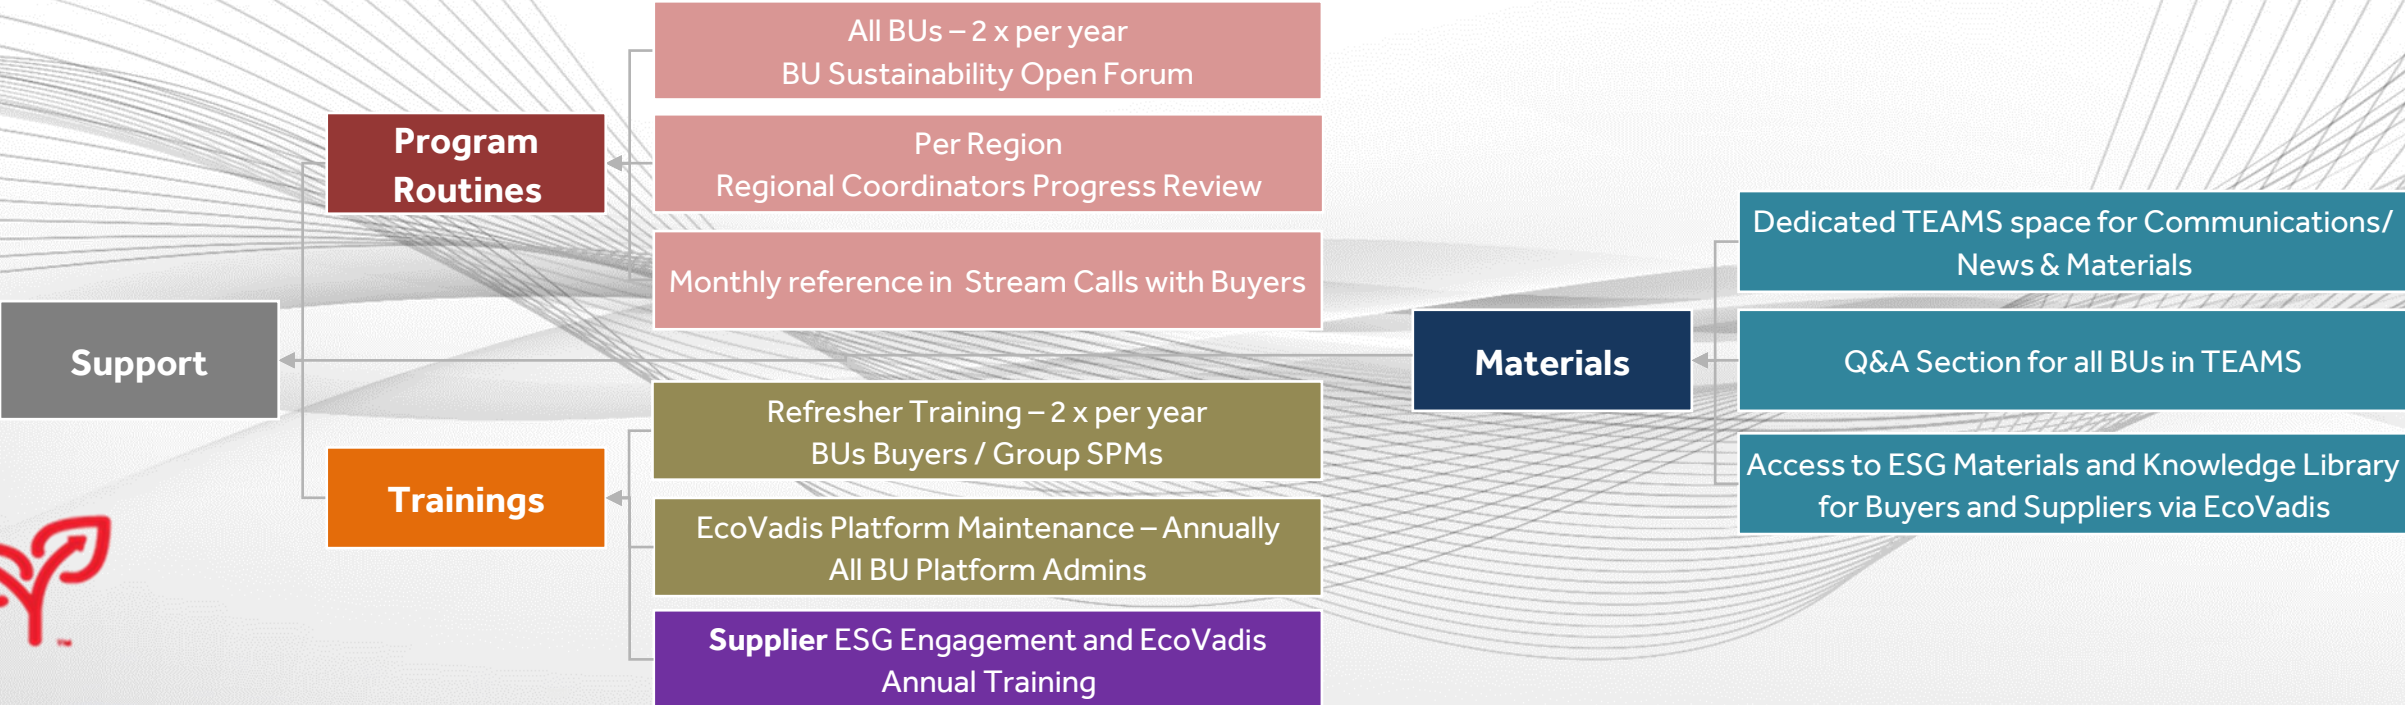 All BUs – 2 x per year
BU Sustainability Open Forum
Program
Routines
Per Region
Regional Coordinators Progress Review
Monthly reference in  Stream Calls with Buyers
Support
Trainings
Refresher Training – 2 x per year
BUs Buyers / Group SPMs
EcoVadis Platform Maintenance – Annually
All BU Platform Admins
Supplier ESG Engagement and EcoVadis
Annual Training
Materials
Dedicated TEAMS space for Communications/
News & Materials
Q&A Section for all BUs in TEAMS
Access to ESG Materials and Knowledge Library
for Buyers and Suppliers via EcoVadis
TM